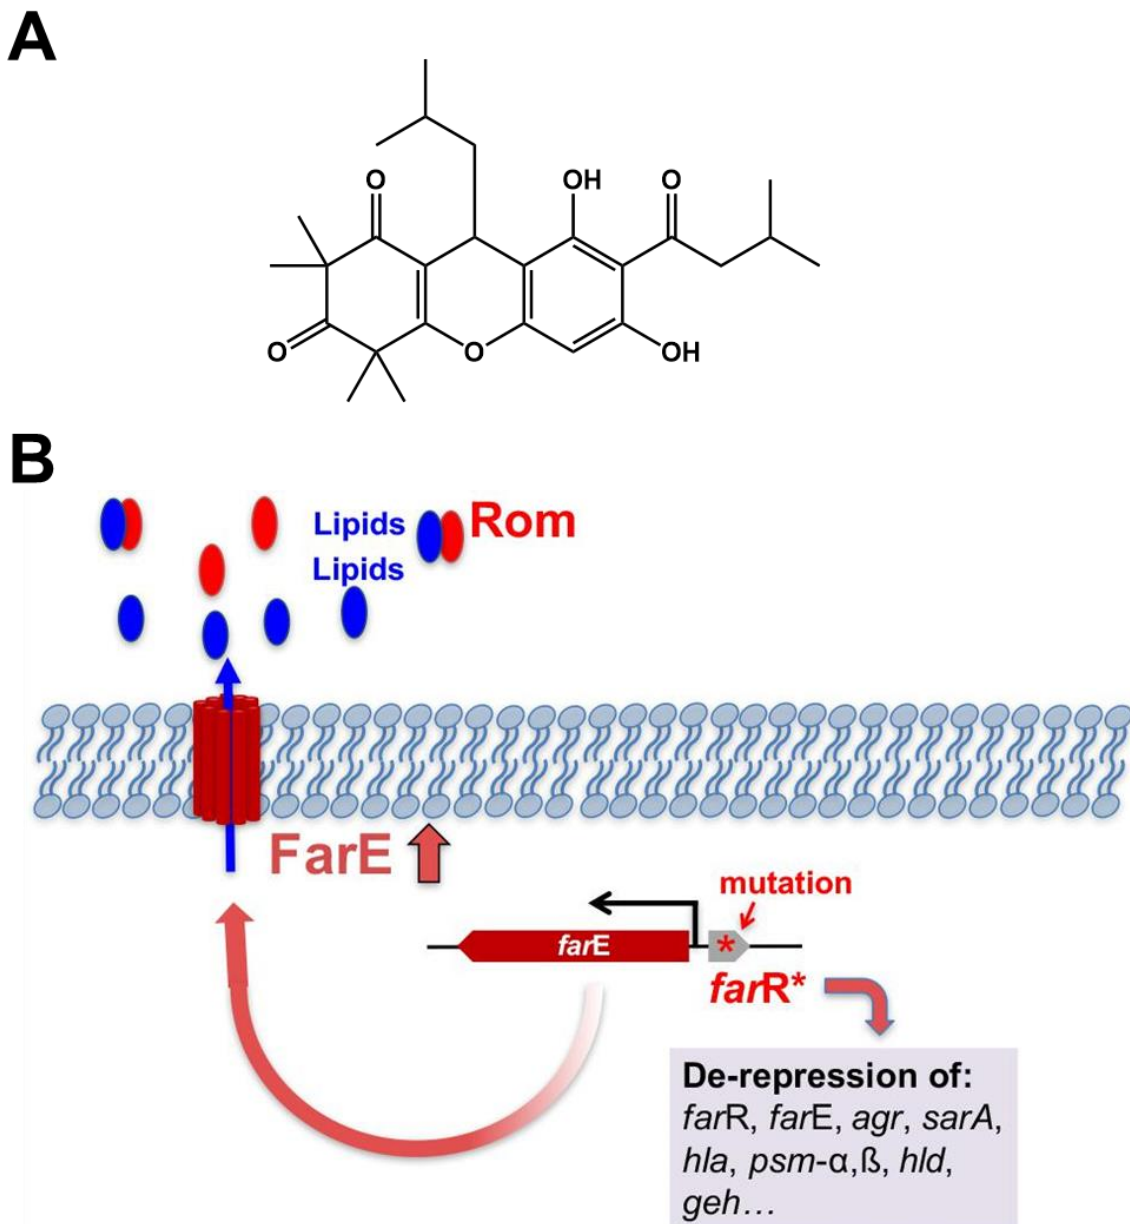 A
O
OH
O
O
O
OH
B
Lipids
Rom
Lipids
FarE
mutation
farE
*
farR*
De-repression of:
farR, farE, agr, sarA,
hla, psm-α,ß, hld,
geh...